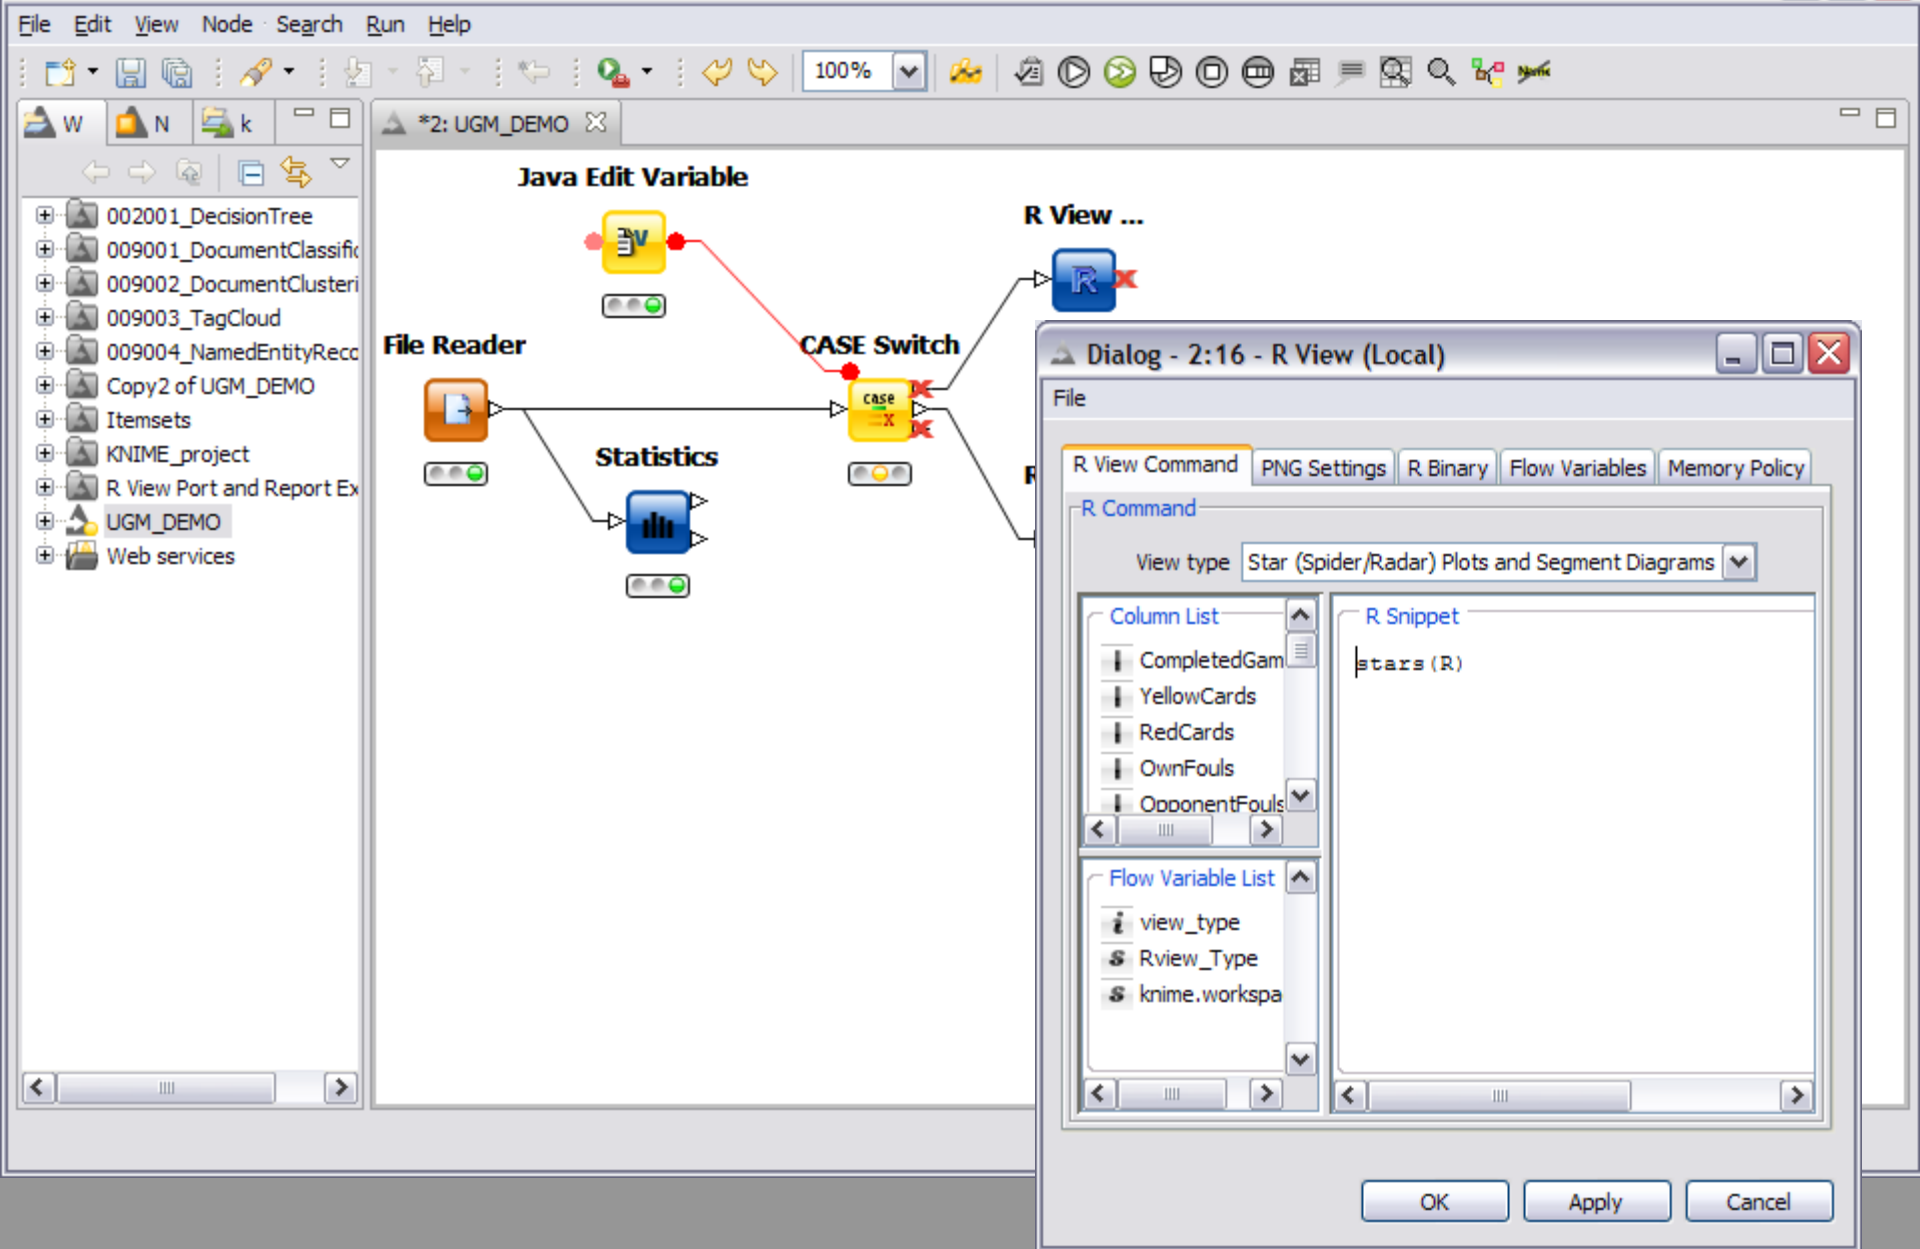 File Edit View Node Search Run Help
100%
W N k
*2: UGM_DEMO
002001_DecisionTree
009001_DocumentClassific
009002_DocumentClusteri
009003_TagCloud
009004_NamedEntityReco
Copy2 of UGM_DEMO
Itemsets
KNIME_project
R View Port and Report Ex
UGM_DEMO
Web services
Java Edit Variable
R View ...
File Reader
CASE Switch
case
Statistics
R
Dialog - 2:16 - R View (Local)
File
R View Command PNG Settings R Binary Flow Variables Memory Policy
R Command
View type Star (Spider/Radar) Plots and Segment Diagrams
Column List
CompletedGam
YellowCards
RedCards
OwnFouls
OpponentFouls
Flow Variable List
view_type
Rview_Type
knime.workspa
R Snippet
stars(R)
OK Apply Cancel